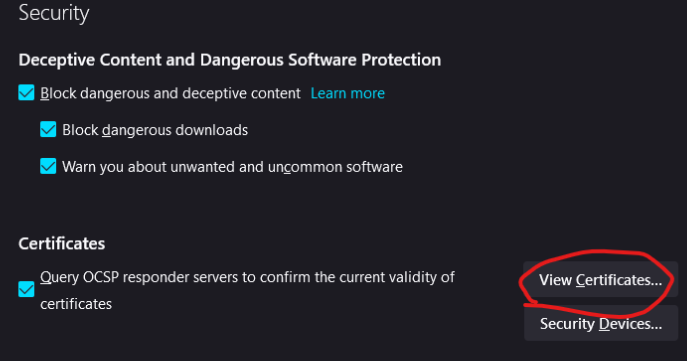 Security
Deceptive Content and Dangerous Software Protection
Block dangerous and deceptive content Learn more
Block dangerous downloads
Warn you about unwanted and uncommon software
Certificates
Query OCSP responder servers to confirm the current validity of
certificates
View Certificates...
Security Devices...